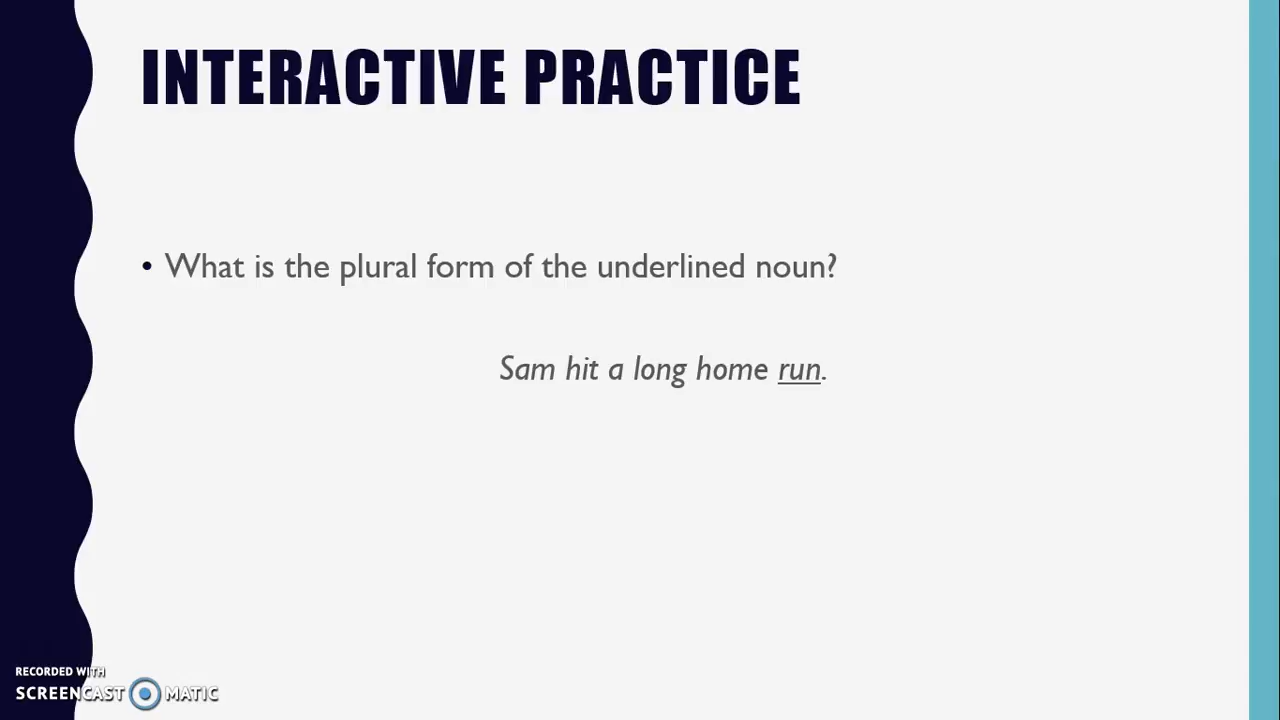 INTERACTIVE PRACTICE
• What is the plural form of the underlined noun?
Sam hit a long home run.
RECORDED WITH
SCREENCAST MATIC